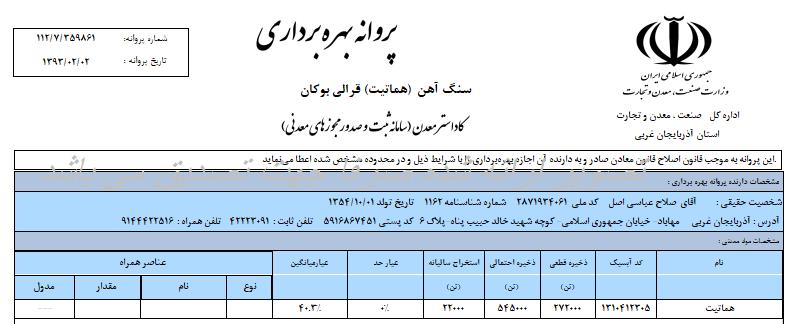 جمهوری اسلامی ایران
وزارت صنعت، معدن و تجارت
اداره کل صنعت ، معدن و تجارت
استان آذربایجان غربی
پروانه بهره برداری
سنگ آهن (هماتیت) قرالی بوکان
کاداستر معدن (سامانه ثبت و صدور مجوزهای معدنی)
شماره پروانه: ۱۱۲/۷/۳۵۹۸۶۱
تاریخ پروانه : ۱۳۹۳/۰۲/۰۲
این پروانه به موجب قانون اصلاح قانون معادن صادر و به دارنده آن اجازه بهره‌برداری با شرایط ذیل و در محدوده مشخص شده اعطا می‌نماید.
مشخصات دارنده پروانه بهره برداری :
شخصیت حقیقی : آقای صلاح عباسی اصل کد ملی ۲۸۷۱۹۳۴۰۶۱ شماره شناسنامه ۱۱۶۲ تاریخ تولد ۱۳۵۴/۱۰/۰۱
آدرس : آذربایجان غربی مهاباد- خیابان جمهوری اسلامی- کوچه شهید خالد حبیب پناه- پلاک ۶ کد پستی ۵۹۱۶۸۶۷۴۵۱ تلفن ثابت : ۴۲۲۲۳۰۹۱ تلفن همراه : ۹۱۴۴۴۲۲۵۱۶
مشخصات مواد معدنی :
نام کد آیسیک ذخیره قطعی (تن) ذخیره احتمالی (تن) استخراج سالیانه (تن) عیار حد عیارمیانگین عناصر همراه
نوع نام مقدار مدول
هماتیت ۱۳۱۰۴۱۲۳۰۵ ۲۷۲۰۰۰ ۵۴۵۰۰۰ ۲۲۰۰۰ ۰٪ ۴۰.۳٪ ----